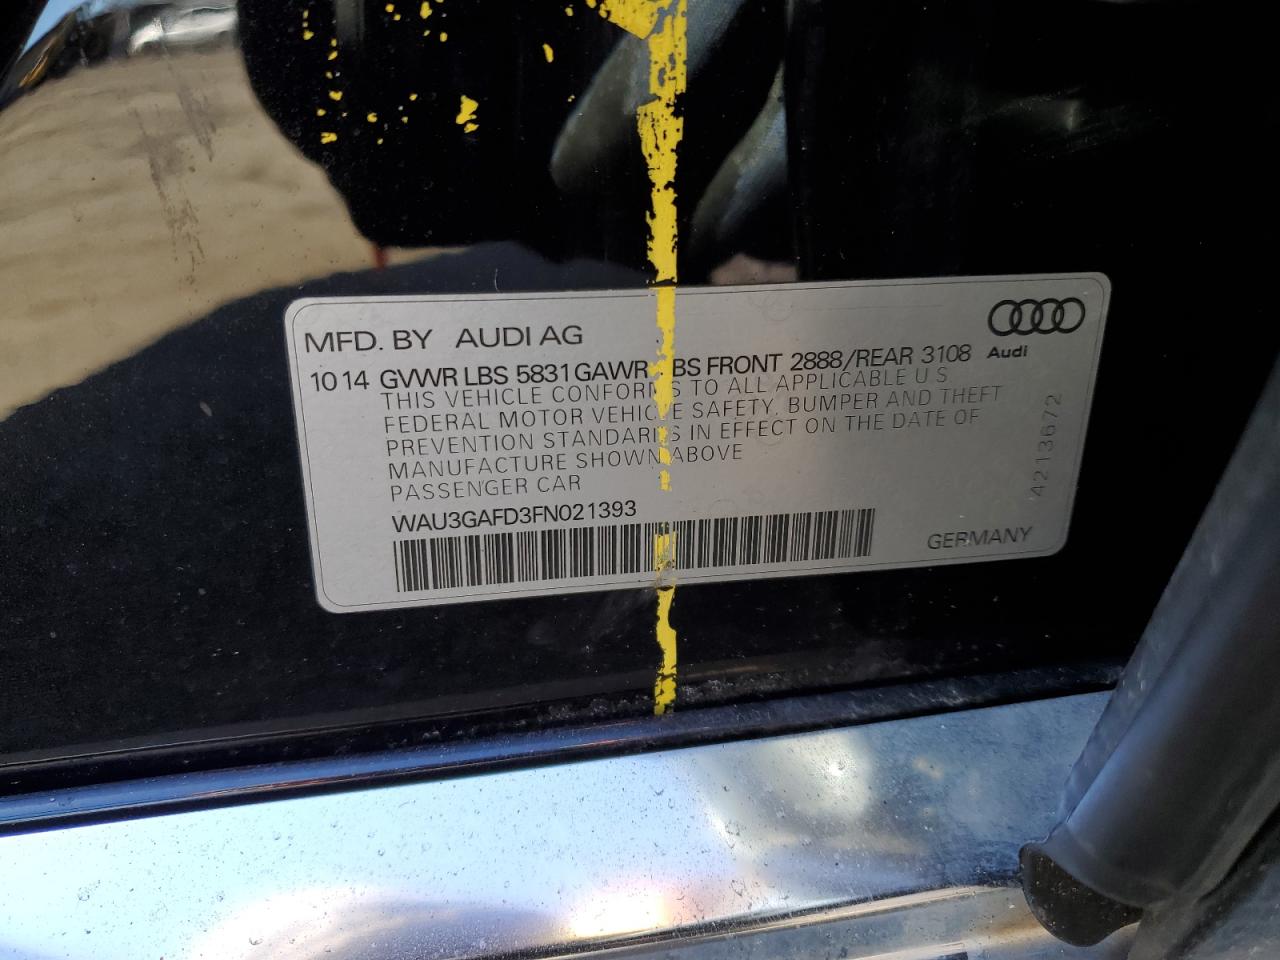 MFD. BY AUDI AG
Audi
10 14 GVWR LBS 5831 GAWR LBS FRONT 2888/REAR 3108
THIS VEHICLE CONFORMS TO ALL APPLICABLE U S
FEDERAL MOTOR VEHICLE SAFETY, BUMPER AND THEFT
PREVENTION STANDARDS IN EFFECT ON THE DATE OF
MANUFACTURE SHOWN ABOVE
PASSENGER CAR
WAU3GAFD3FN021393
GERMANY
4213672